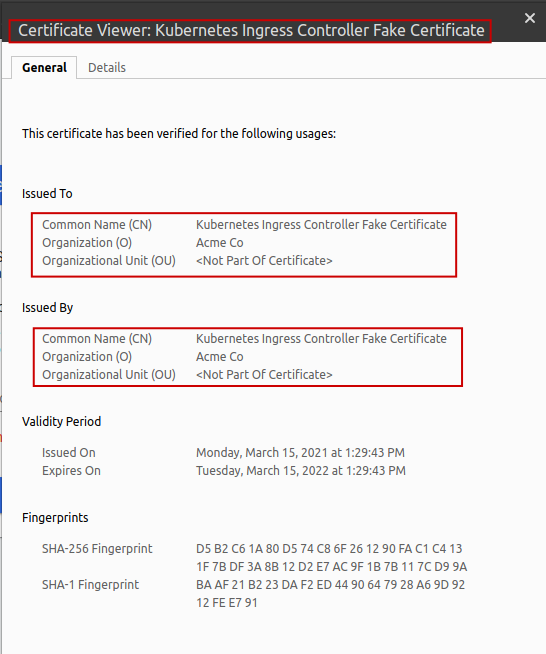 Certificate Viewer: Kubernetes Ingress Controller Fake Certificate
General Details
This certificate has been verified for the following usages:
Issued To
Common Name (CN) Kubernetes Ingress Controller Fake Certificate
Organization (O) Acme Co
Organizational Unit (OU) <Not Part Of Certificate>
Issued By
Common Name (CN) Kubernetes Ingress Controller Fake Certificate
Organization (O) Acme Co
Organizational Unit (OU) <Not Part Of Certificate>
Validity Period
Issued On Monday, March 15, 2021 at 1:29:43 PM
Expires On Tuesday, March 15, 2022 at 1:29:43 PM
Fingerprints
SHA-256 Fingerprint D5 B2 C6 1A 80 D5 74 C8 6F 26 12 90 FA C1 C4 13
1F 7B DF 3A 8B 12 D2 E7 AC 9F 1B 7B 11 7C D9 9A
SHA-1 Fingerprint BA AF 21 B2 23 DA F2 ED 44 90 64 79 28 A6 9D 92
12 FE E7 91